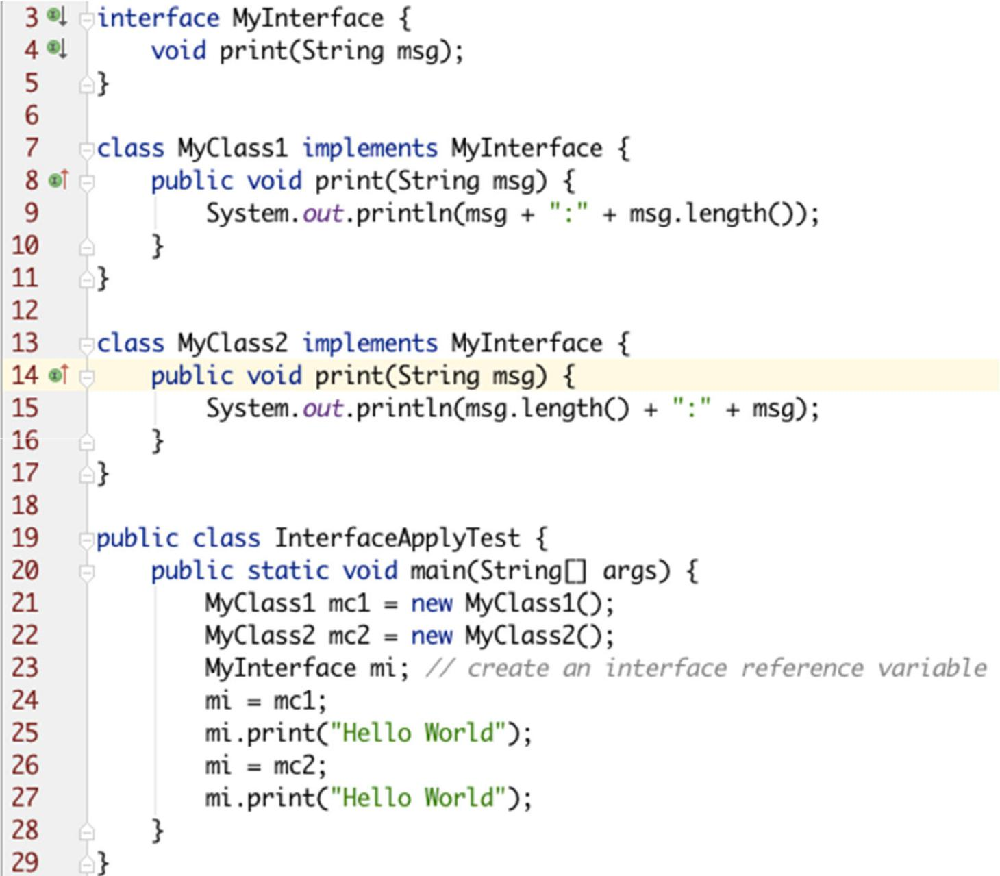 3 interface MyInterface {
4     void print(String msg);
5 }
6
7 class MyClass1 implements MyInterface {
8     public void print(String msg) {
9         System.out.println(msg + ":" + msg.length());
10     }
11 }
12
13 class MyClass2 implements MyInterface {
14     public void print(String msg) {
15         System.out.println(msg.length() + ":" + msg);
16     }
17 }
18
19 public class InterfaceApplyTest {
20     public static void main(String[] args) {
21         MyClass1 mc1 = new MyClass1();
22         MyClass2 mc2 = new MyClass2();
23         MyInterface mi; // create an interface reference variable
24         mi = mc1;
25         mi.print("Hello World");
26         mi = mc2;
27         mi.print("Hello World");
28     }
29 }